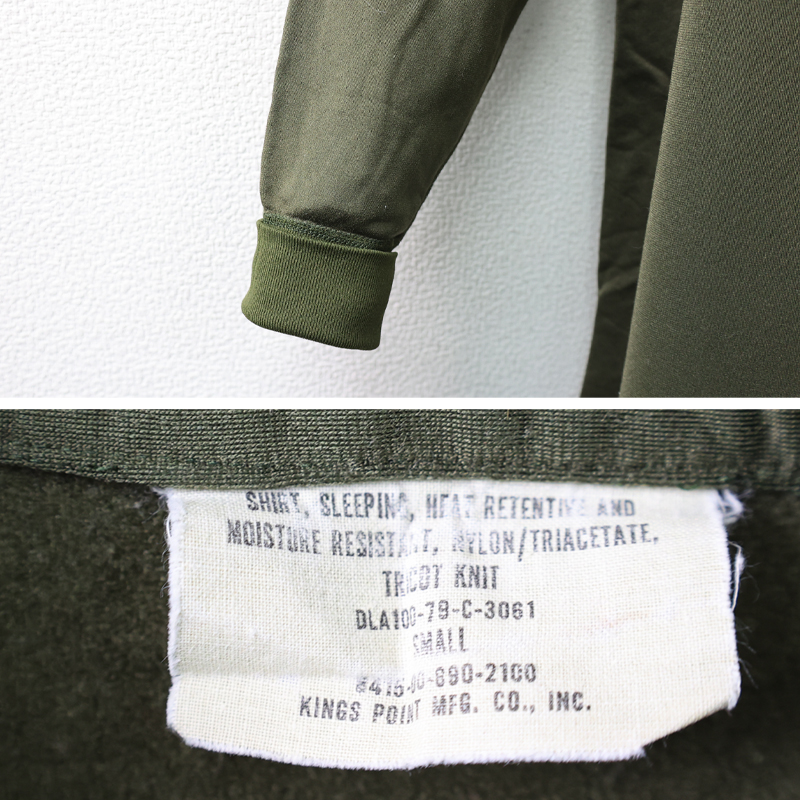 SHIRT, SLEEPING, HEAT RETENTIVE AND
MOISTURE RESISTANT, NYLON/TRIACETATE,
TRICOT KNIT
DLA100-79-C-3061
SMALL
8415-00-890-2100
KINGS POINT MFG. CO., INC.